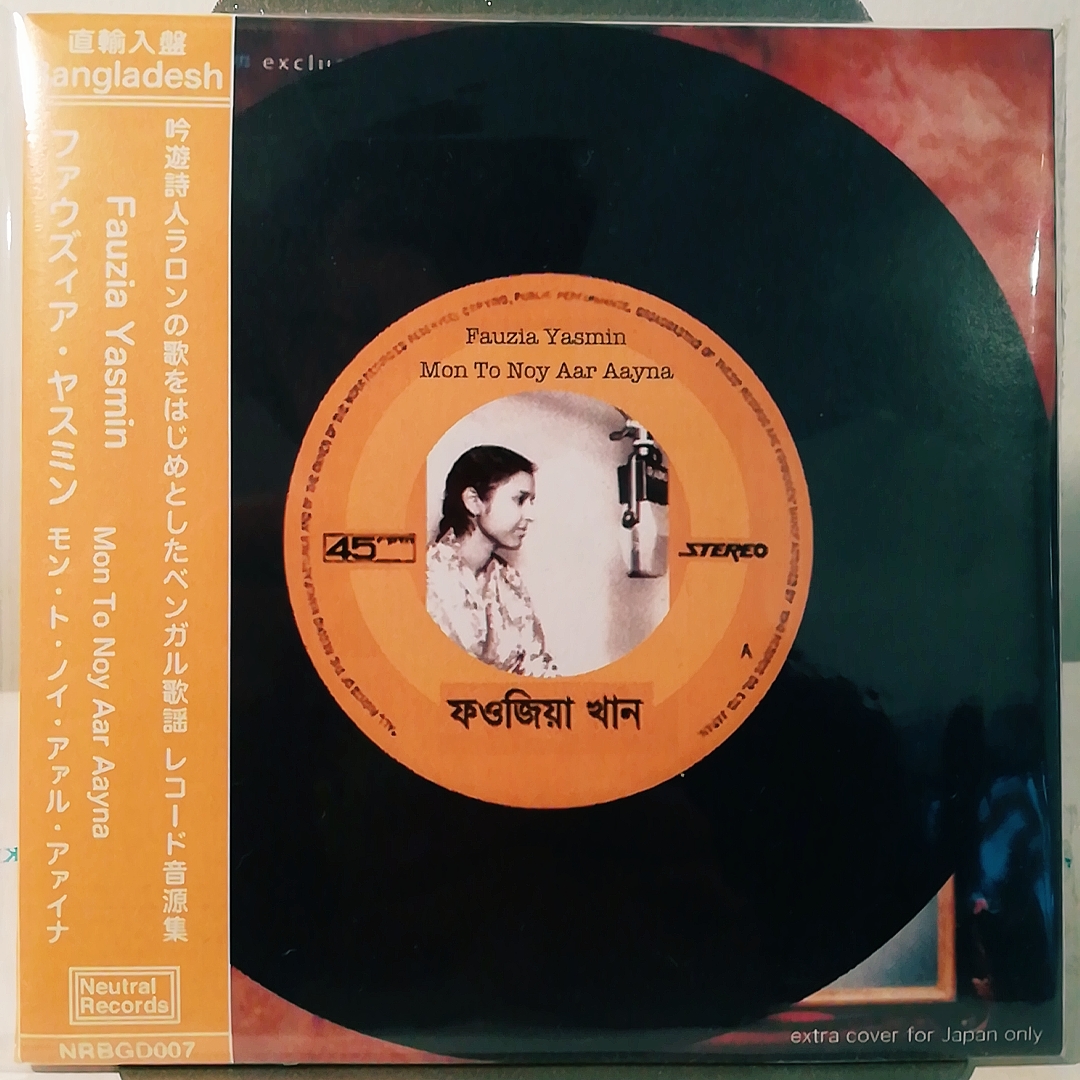 直輸入盤
Bangladesh
吟遊詩人ラロンの歌をはじめとしたベンガル歌謡 レコード音源集
Fauzia Yasmin
Mon To Noy Aar Aayna
ファウズィア・ヤスミン モン・ト・ノイ・アァル・アァイナ
Neutral
Records
NRBGD007
Fauzia Yasmin
Mon To Noy Aar Aayna
45 rpm
STEREO
A
ফওজিয়া খান
extra cover for Japan only